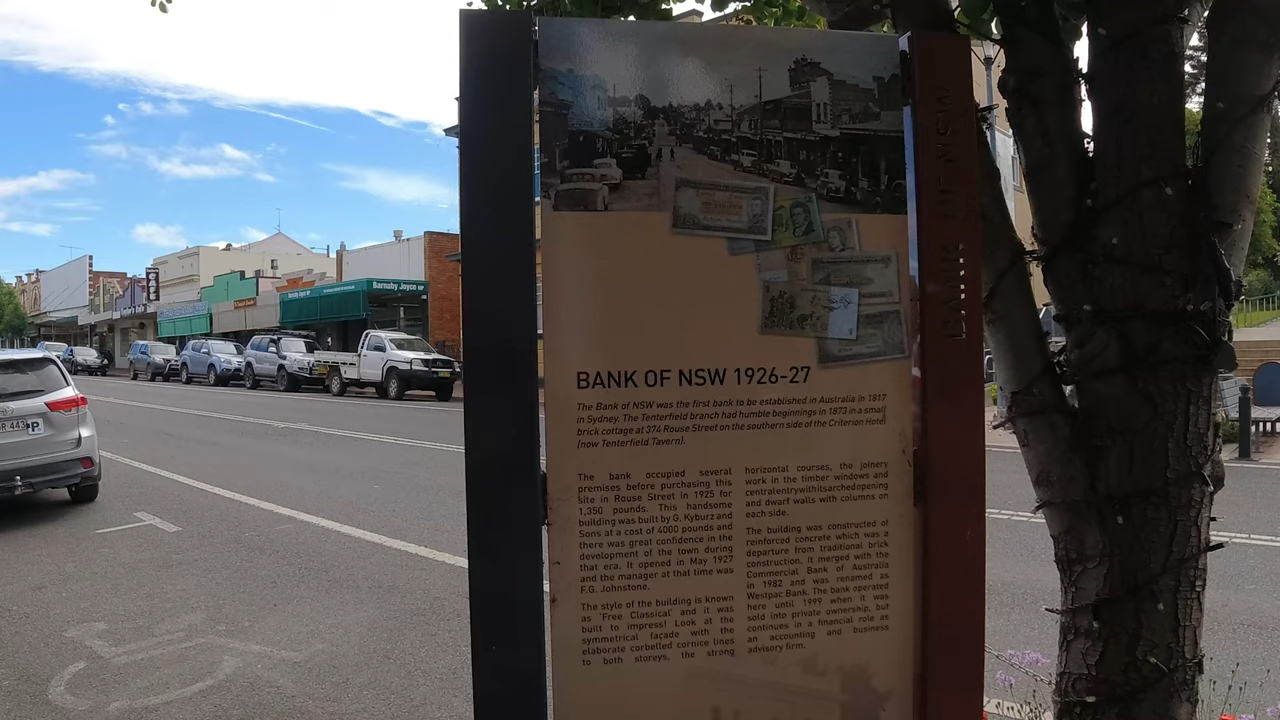 BANK OF NSW
Barnaby Joyce MP
Barnaby Joyce MP
BANK OF NSW 1926-27
The Bank of NSW was the first bank to be established in Australia in 1817
in Sydney. The Tenterfield branch had humble beginnings in 1873 in a small
brick cottage at 374 Rouse Street on the southern side of the Criterion Hotel
(now Tenterfield Tavern).
The bank occupied several
premises before purchasing this
site in Rouse Street in 1925 for
1,350 pounds. This handsome
building was built by G. Kyburz and
Sons at a cost of 4000 pounds and
there was great confidence in the
development of the town during
that era. It opened in May 1927
and the manager at that time was
F.G. Johnstone.
The style of the building is known
as 'Free Classical' and it was
built to impress! Look at the
symmetrical façade with the
elaborate corbelled cornice lines
to both storeys, the strong
horizontal courses, the joinery
work in the timber windows and
centralentrywithitsarchedopening
and dwarf walls with columns on
each side.
The building was constructed of
reinforced concrete which was a
departure from traditional brick
construction. It merged with the
Commercial Bank of Australia
in 1982 and was renamed as
Westpac Bank. The bank operated
here until 1999 when it was
sold into private ownership, but
continues in a financial role as
an accounting and business
advisory firm.